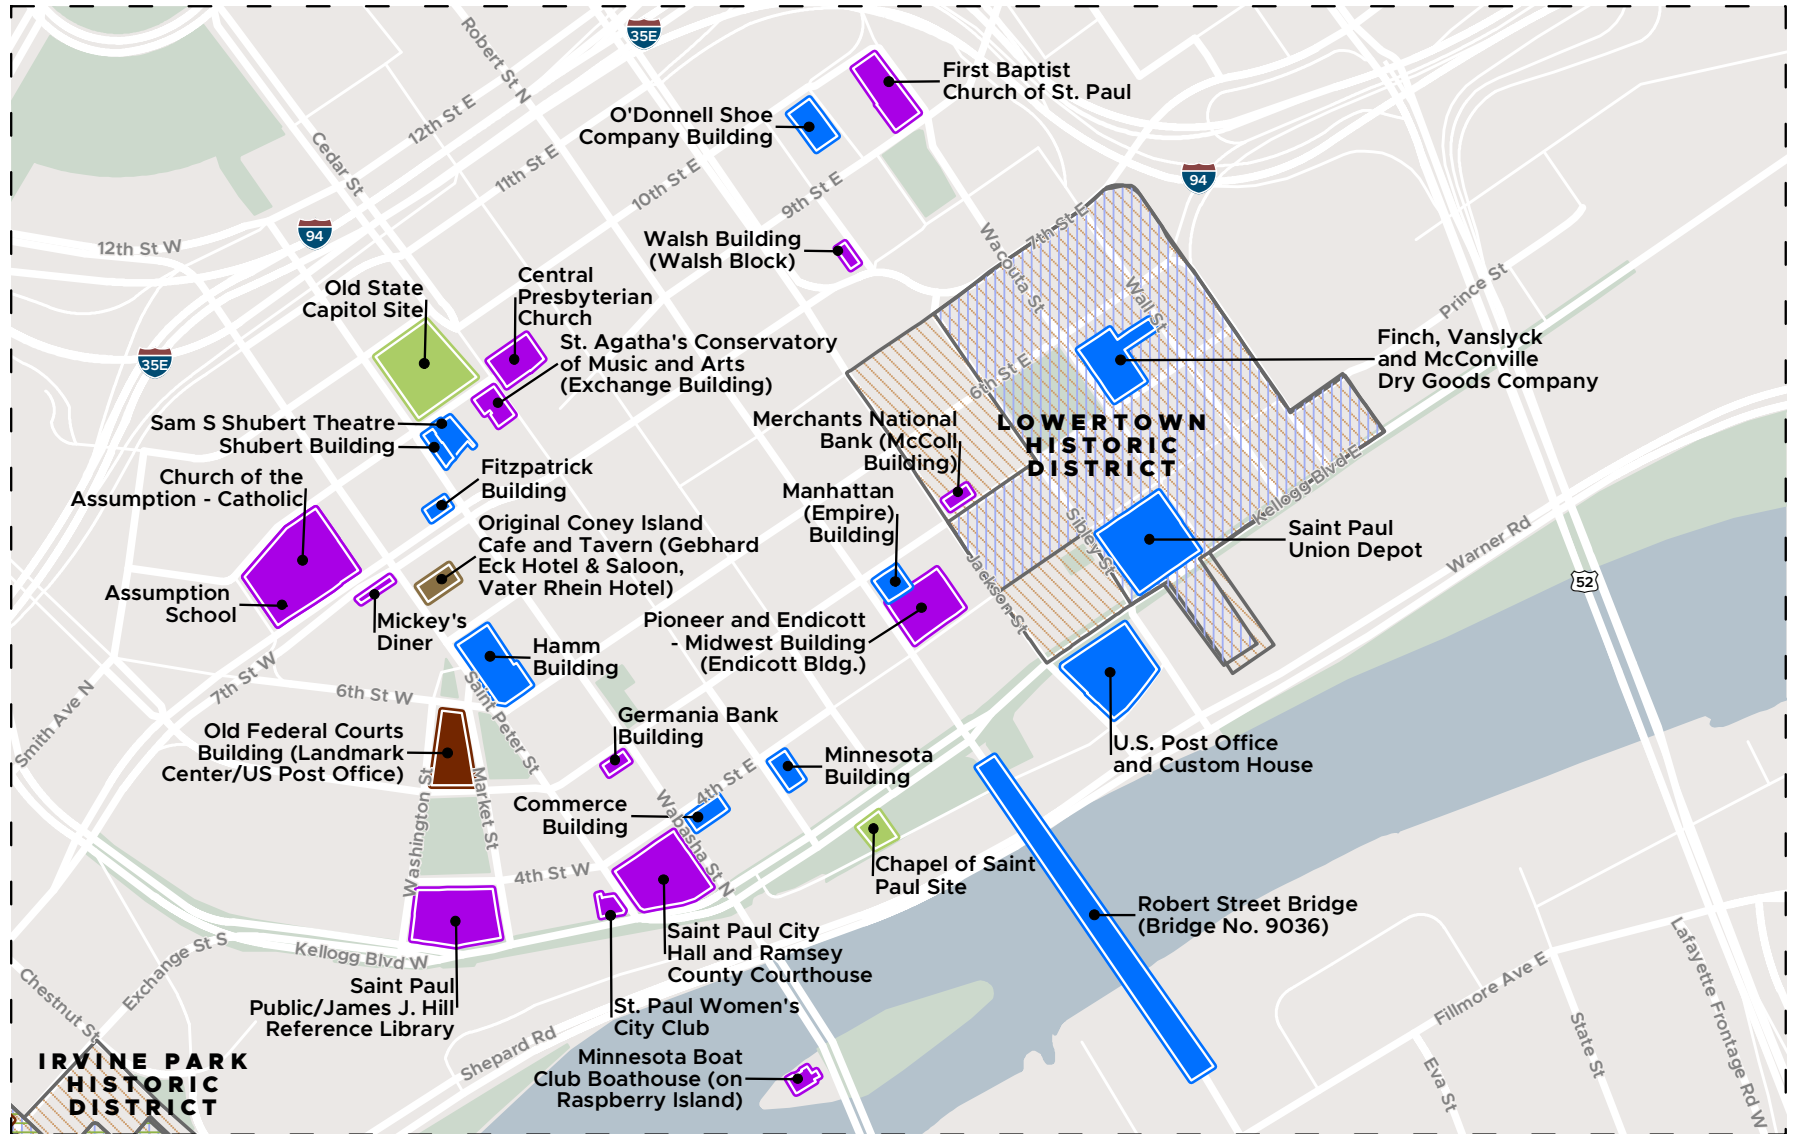 35E
Robert St N
First Baptist
Church of St. Paul
O'Donnell Shoe
Company Building
12th St E
Cedar St
11th St E
10th St E
9th St E
94
94
12th St W
Walsh Building
(Walsh Block)
Wacouta St
7th St E
Wall St
Prince St
Old State
Capitol Site
Central
Presbyterian
Church
St. Agatha's Conservatory
of Music and Arts
(Exchange Building)
35E
Finch, Vanslyck
and McConville
Dry Goods Company
6th St E
Sam S Shubert Theatre
Shubert Building
Merchants National
Bank (McColl
Building)
LOWERTOWN
HISTORIC
DISTRICT
Church of the
Assumption - Catholic
Fitzpatrick
Building
Manhattan
(Empire)
Building
Kellogg Blvd E
Original Coney Island
Cafe and Tavern (Gebhard
Eck Hotel & Saloon,
Vater Rhein Hotel)
Sibley St
Saint Paul
Union Depot
Warner Rd
52
Assumption
School
Mickey's
Diner
Jackson St
Pioneer and Endicott
- Midwest Building
(Endicott Bldg.)
Hamm
Building
7th St W
6th St W
Saint Peter St
Smith Ave N
Old Federal Courts
Building (Landmark
Center/US Post Office)
Germania Bank
Building
Minnesota
Building
U.S. Post Office
and Custom House
4th St E
Commerce
Building
Washington St
Market St
Wabasha St N
4th St W
Chapel of Saint
Paul Site
Robert Street Bridge
(Bridge No. 9036)
Saint Paul City
Hall and Ramsey
County Courthouse
Kellogg Blvd W
Exchange St S
Chestnut St
Saint Paul
Public/James J. Hill
Reference Library
St. Paul Women's
City Club
Shepard Rd
Minnesota Boat
Club Boathouse (on
Raspberry Island)
Fillmore Ave E
Lafayette Frontage Rd W
State St
Eva St
IRVINE PARK
HISTORIC
DISTRICT